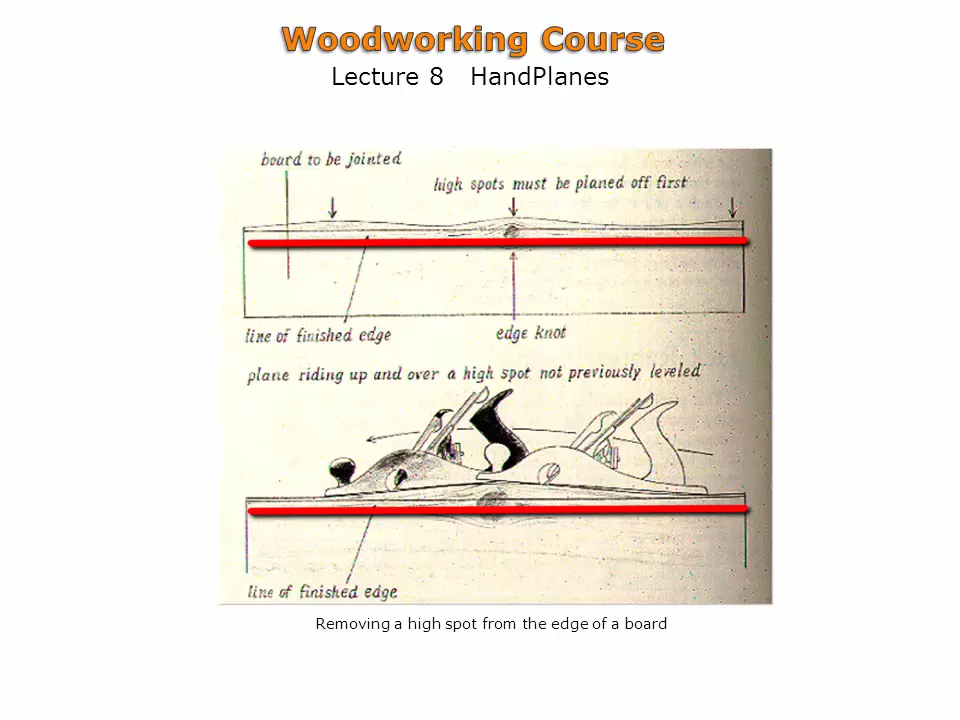 Woodworking Course
Lecture 8 HandPlanes
board to be jointed
high spots must be planed off first
line of finished edge
edge knot
plane riding up and over a high spot not previously leveled
line of finished edge
Removing a high spot from the edge of a board